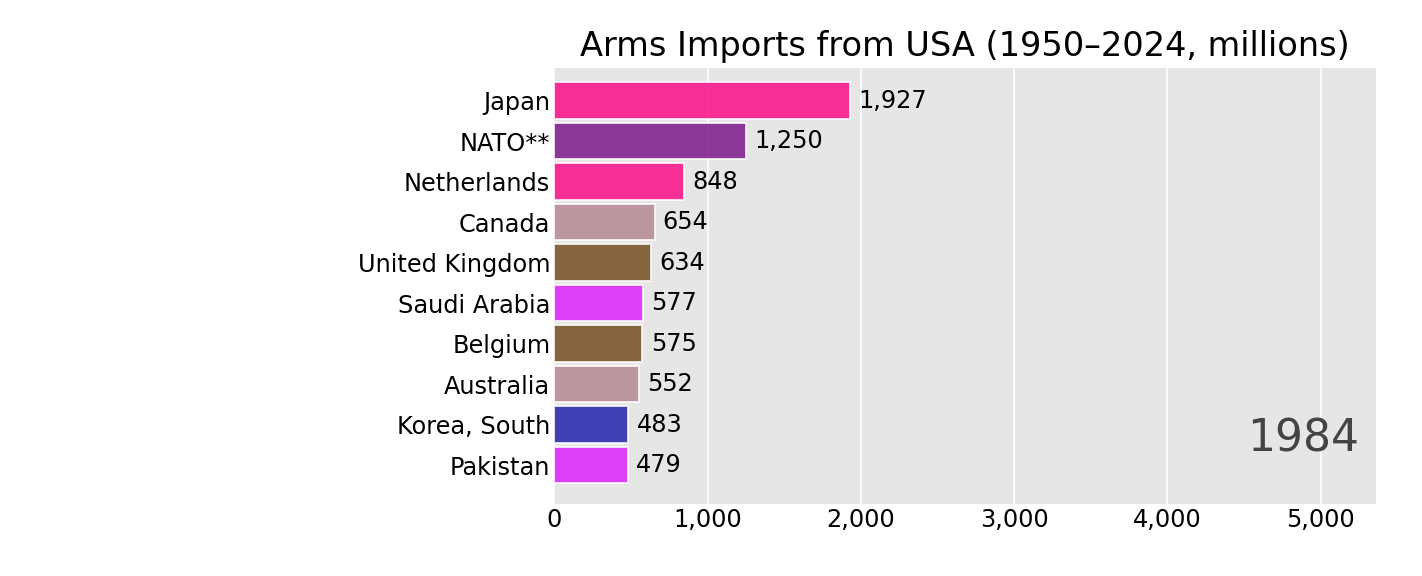 Arms Imports from USA (1950–2024, millions)
Japan 1,927
NATO** 1,250
Netherlands 848
Canada 654
United Kingdom 634
Saudi Arabia 577
Belgium 575
Australia 552
Korea, South 483
1984
Pakistan 479
0 1,000 2,000 3,000 4,000 5,000